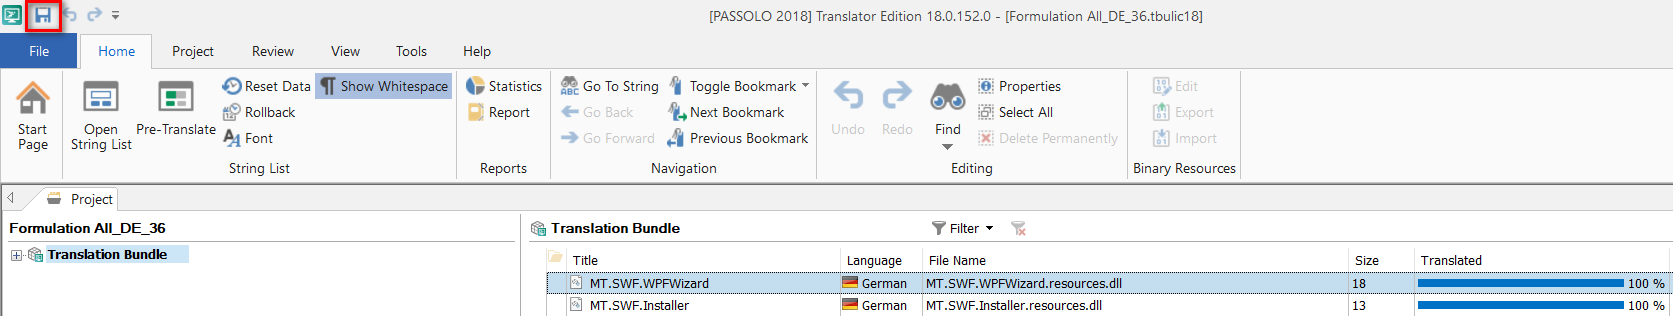 [PASSOLO 2018] Translator Edition 18.0.152.0 - [Formulation All_DE_36.tbulic18]
File Home Project Review View Tools Help
Start Page
Open String List
Pre-Translate
Reset Data
Rollback
Font
Show Whitespace
String List
Statistics
Report
Reports
ABC
Go To String
Go Back
Go Forward
Toggle Bookmark
Next Bookmark
Previous Bookmark
Navigation
Undo
Redo
Find
Properties
Select All
Delete Permanently
Editing
Edit
Export
Import
Binary Resources
Project
Formulation All_DE_36
Translation Bundle
Translation Bundle Filter
Title Language File Name Size Translated
MT.SWF.WPFWizard German MT.SWF.WPFWizard.resources.dll 18 100 %
MT.SWF.Installer German MT.SWF.Installer.resources.dll 13 100 %